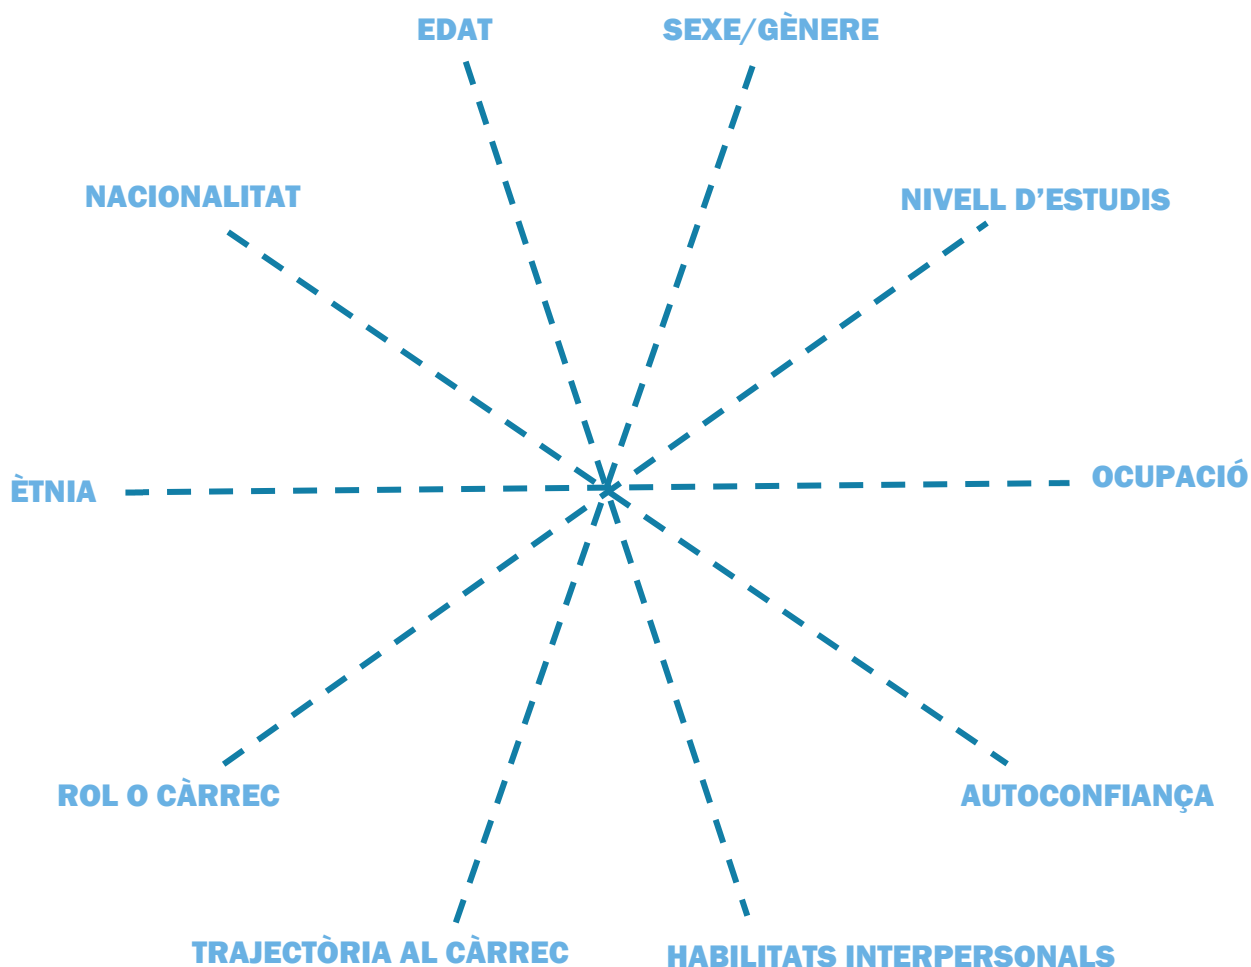 EDAT
SEXE/GÈNERE
NACIONALITAT
NIVELL D’ESTUDIS
ÈTNIA
OCUPACIÓ
ROL O CÀRREC
AUTOCONFIANÇA
TRAJECTÒRIA AL CÀRREC
HABILITATS INTERPERSONALS